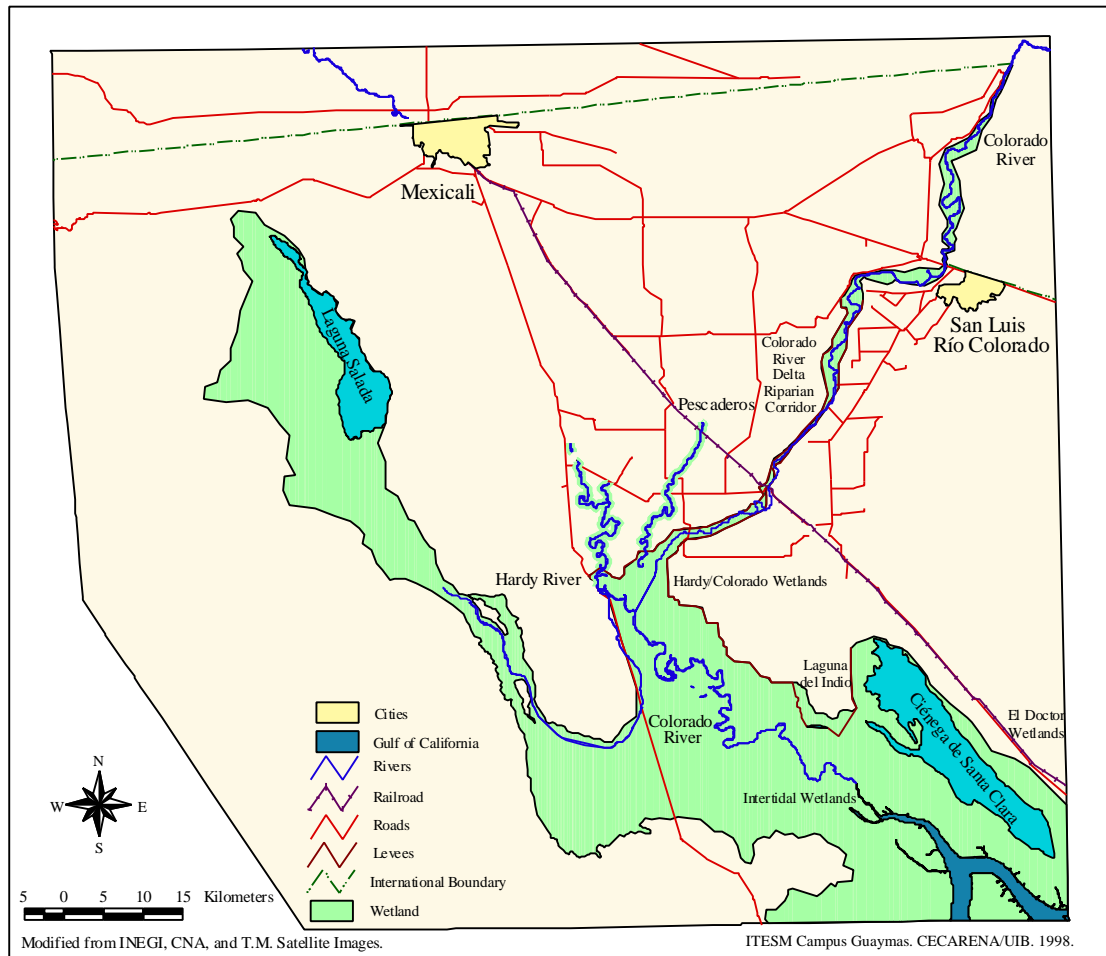 Colorado
River
Mexicali
San Luis
Río Colorado
Laguna Salada
Colorado
River
Delta
Riparian
Corridor
Pescaderos
Hardy River
Hardy/Colorado Wetlands
Laguna
del Indio
Ciénega de Santa Clara
El Doctor
Wetlands
Colorado
River
Intertidal Wetlands
Cities
Gulf of California
Rivers
Railroad
Roads
Levees
International Boundary
Wetland
N
W E
S
5 0 5 10 15 Kilometers
Modified from INEGI, CNA, and T.M. Satellite Images.
ITESM Campus Guaymas. CECARENA/UIB. 1998.